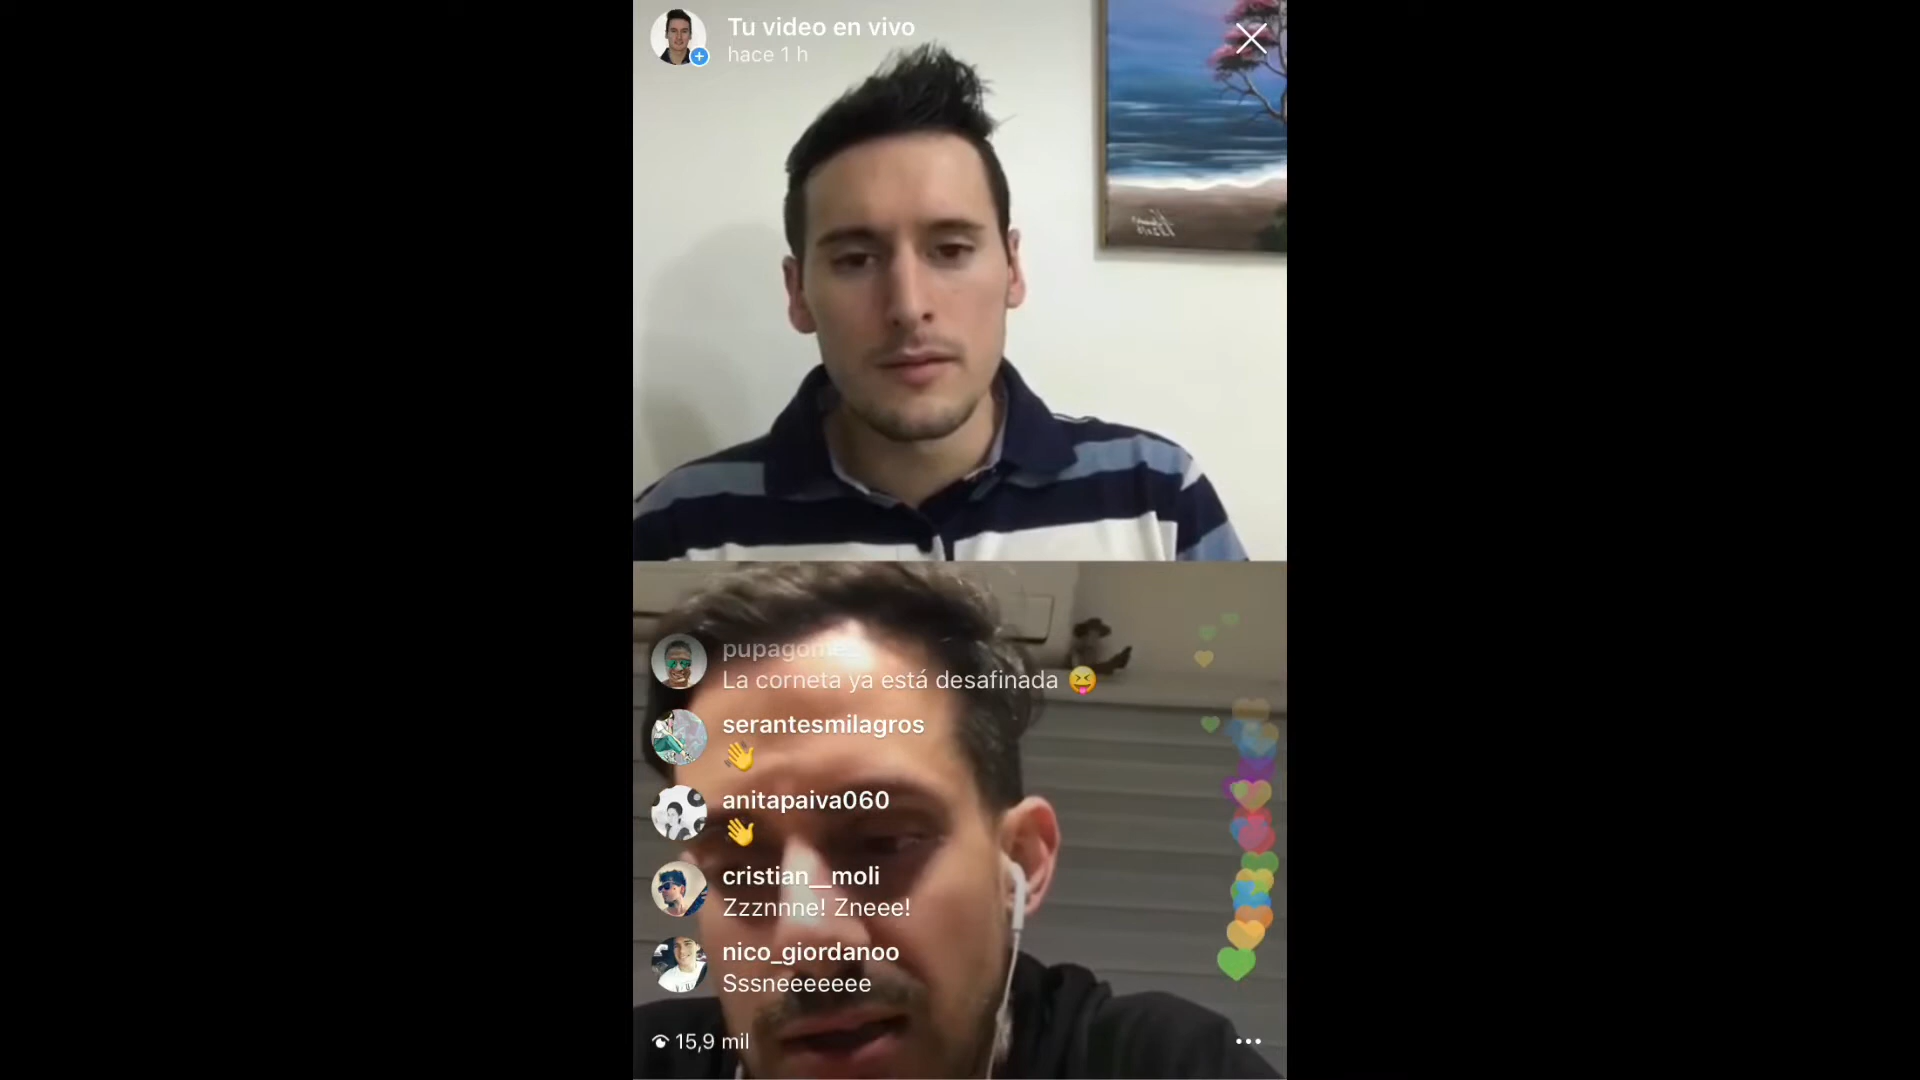 Tu video en vivo
hace 1 h
pupagome
La corneta ya está desafinada 😝
serantesmilagros
👋
anitapaiva060
👋
cristian__moli
Zzznnne! Zneee!
nico_giordanoo
Sssneeeeeee
15,9 mil